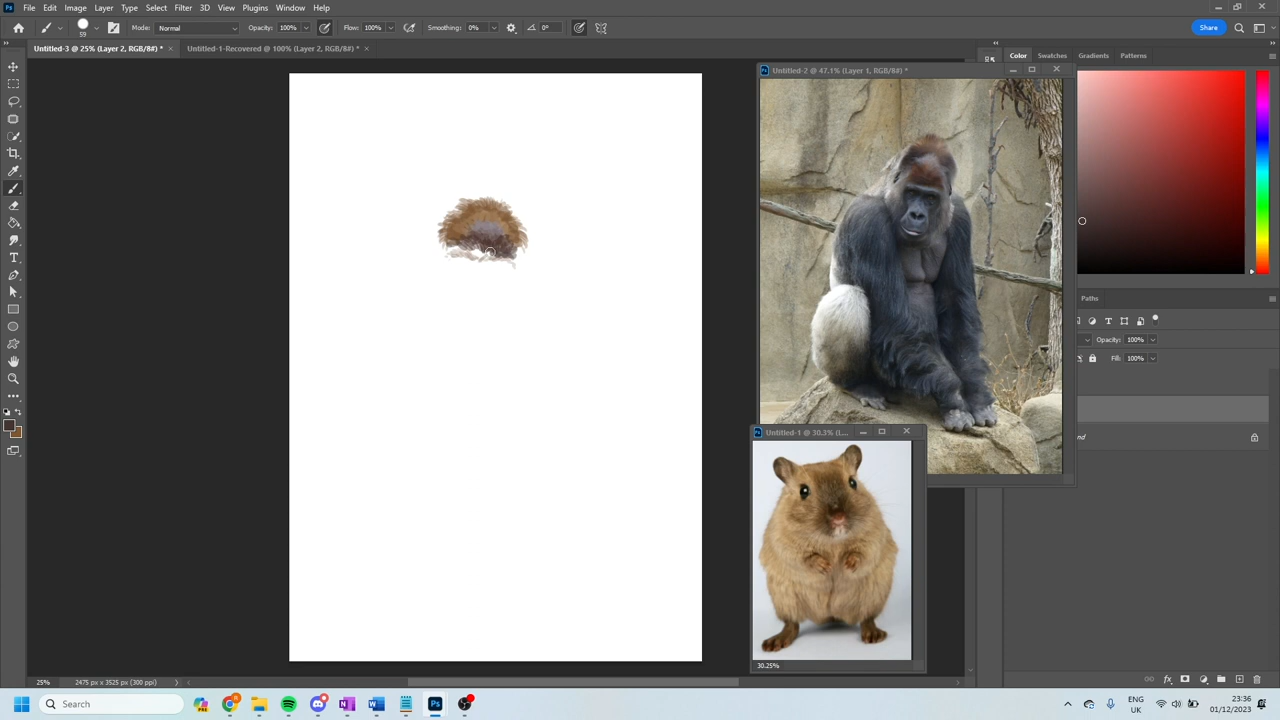 File Edit Image Layer Type Select Filter 3D View Plugins Window Help
Mode: Normal Opacity: 100% Flow: 100% Smoothing: 0% 0° Share
59
Untitled-3 @ 25% (Layer 2, RGB/8#) * × Untitled-1-Recovered @ 100% (Layer 2, RGB/8#) * ×
Color Swatches Gradients Patterns
Untitled-2 @ 47.1% (Layer 1, RGB/8#) *
Paths
Opacity: 100%
Fill: 100%
Untitled-1 @ 30.3% (L...
nd
30.25%
25% 2475 px x 3525 px (300 ppi)
Search
ENG
UK
23:36
01/12/2023